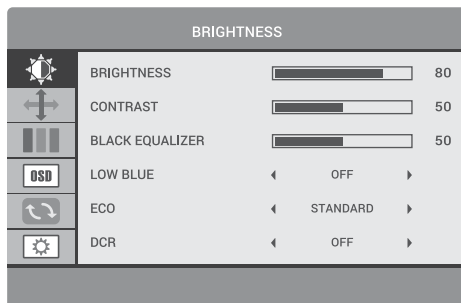 BRIGHTNESS
BRIGHTNESS 80
CONTRAST 50
BLACK EQUALIZER 50
LOW BLUE OFF
OSD
ECO STANDARD
DCR OFF